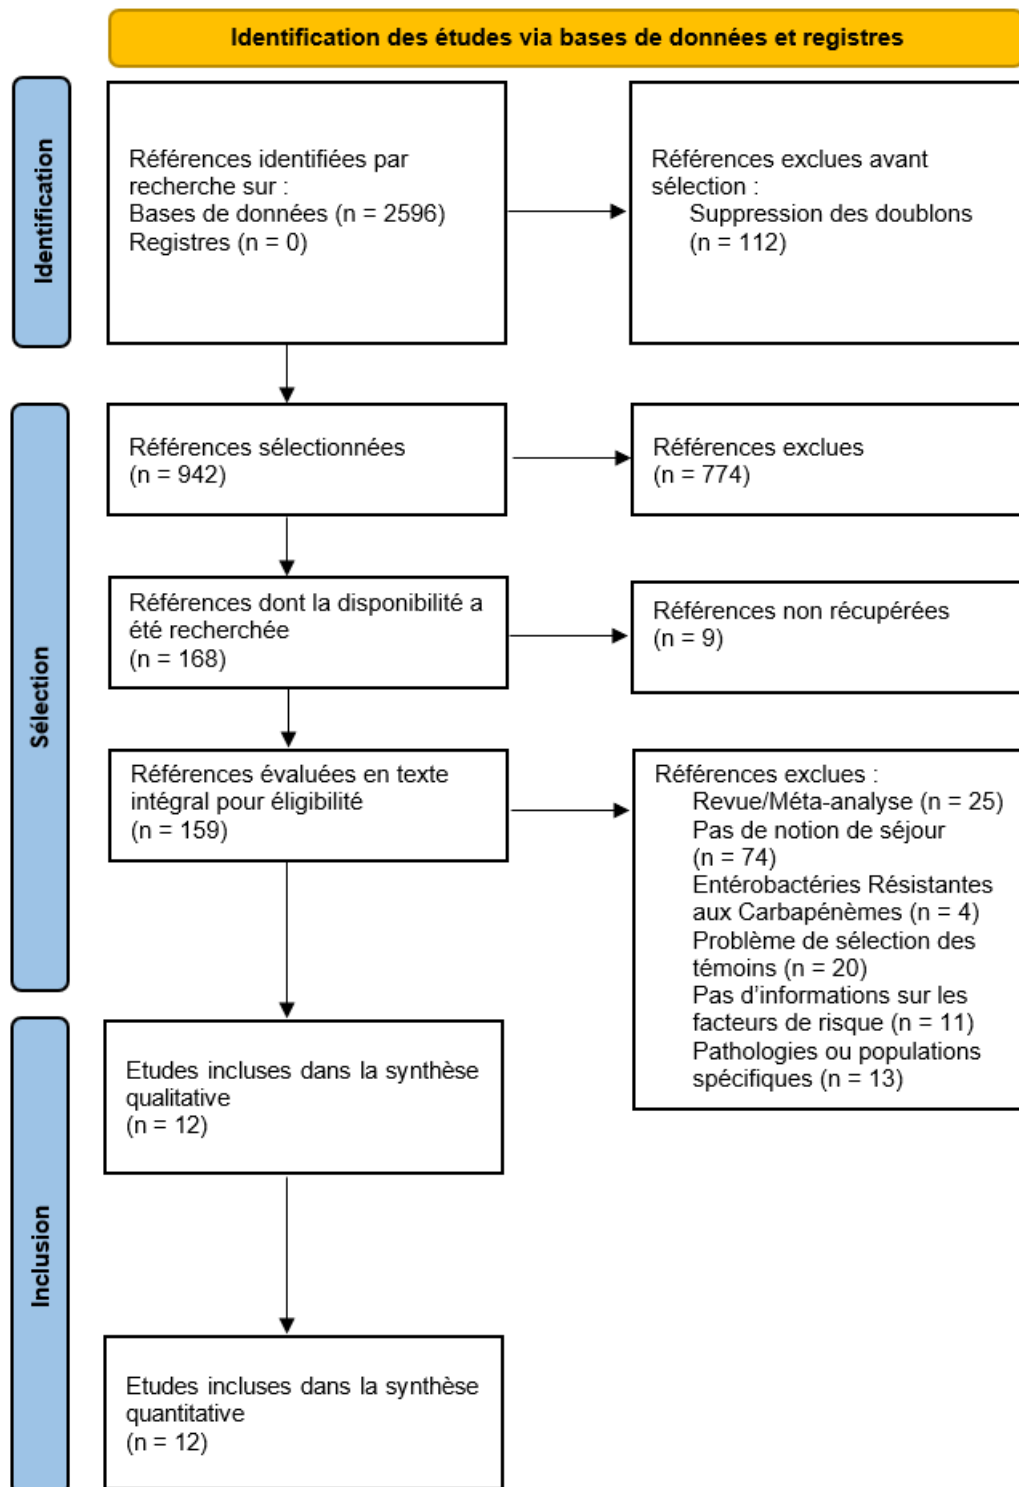 Identification des études via bases de données et registres
Identification
Références identifiées par
recherche sur :
Bases de données (n = 2596)
Registres (n = 0)
Références exclues avant
sélection :
Suppression des doublons
(n = 112)
Sélection
Références sélectionnées
(n = 942)
Références exclues
(n = 774)
Références dont la disponibilité a
été recherchée
(n = 168)
Références non récupérées
(n = 9)
Références évaluées en texte
intégral pour éligibilité
(n = 159)
Références exclues :
Revue/Méta-analyse (n = 25)
Pas de notion de séjour
(n = 74)
Entérobactéries Résistantes
aux Carbapénèmes (n = 4)
Problème de sélection des
témoins (n = 20)
Pas d’informations sur les
facteurs de risque (n = 11)
Pathologies ou populations
spécifiques (n = 13)
Inclusion
Etudes incluses dans la synthèse
qualitative
(n = 12)
Etudes incluses dans la synthèse
quantitative
(n = 12)